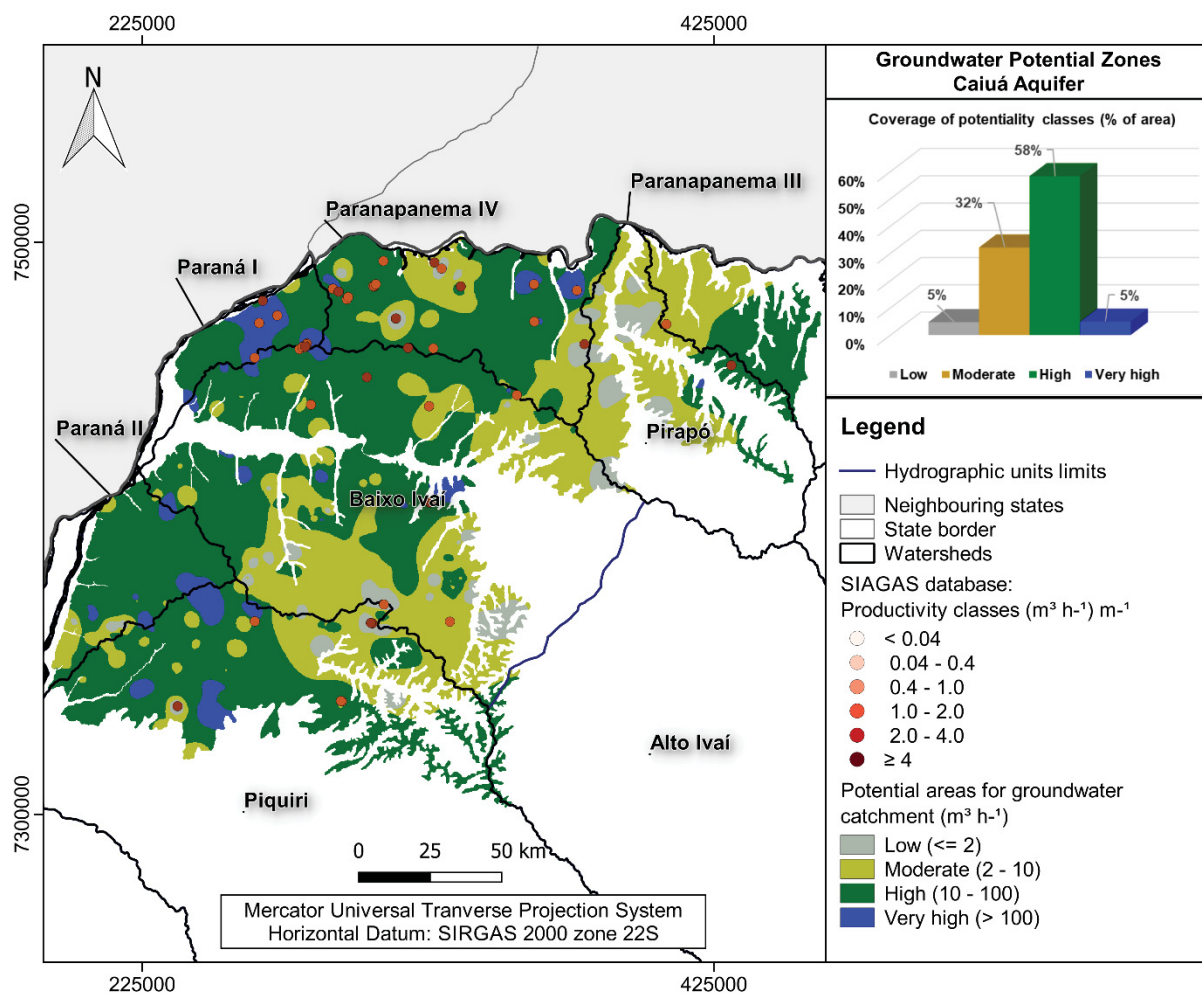 225000
425000
N
7500000
7300000
Paranapanema III
Paranapanema IV
Paraná I
Paraná II
Pirapó
Baixo Ivaí
Alto Ivaí
Piquiri
0 25 50 km
Mercator Universal Tranverse Projection System
Horizontal Datum: SIRGAS 2000 zone 22S
225000
425000
Groundwater Potential Zones
Caiuá Aquifer
Coverage of potentiality classes (% of area)
60%
50%
40%
30%
20%
10%
0%
5%
32%
58%
5%
Low Moderate High Very high
Legend
Hydrographic units limits
Neighbouring states
State border
Watersheds
SIAGAS database:
Productivity classes (m³ h-¹) m-¹
< 0.04
0.04 - 0.4
0.4 - 1.0
1.0 - 2.0
2.0 - 4.0
≥ 4
Potential areas for groundwater
catchment (m³ h-¹)
Low (<= 2)
Moderate (2 - 10)
High (10 - 100)
Very high (> 100)